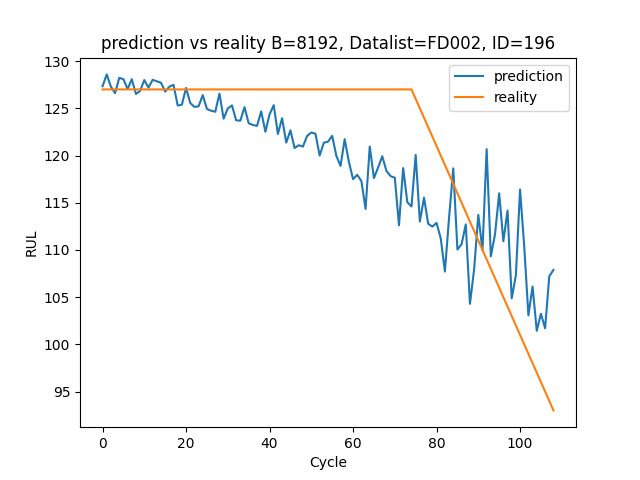 prediction vs reality B=8192, Datalist=FD002, ID=196
prediction
reality
130
125
120
115
110
105
100
95
RUL
0 20 40 60 80 100
Cycle